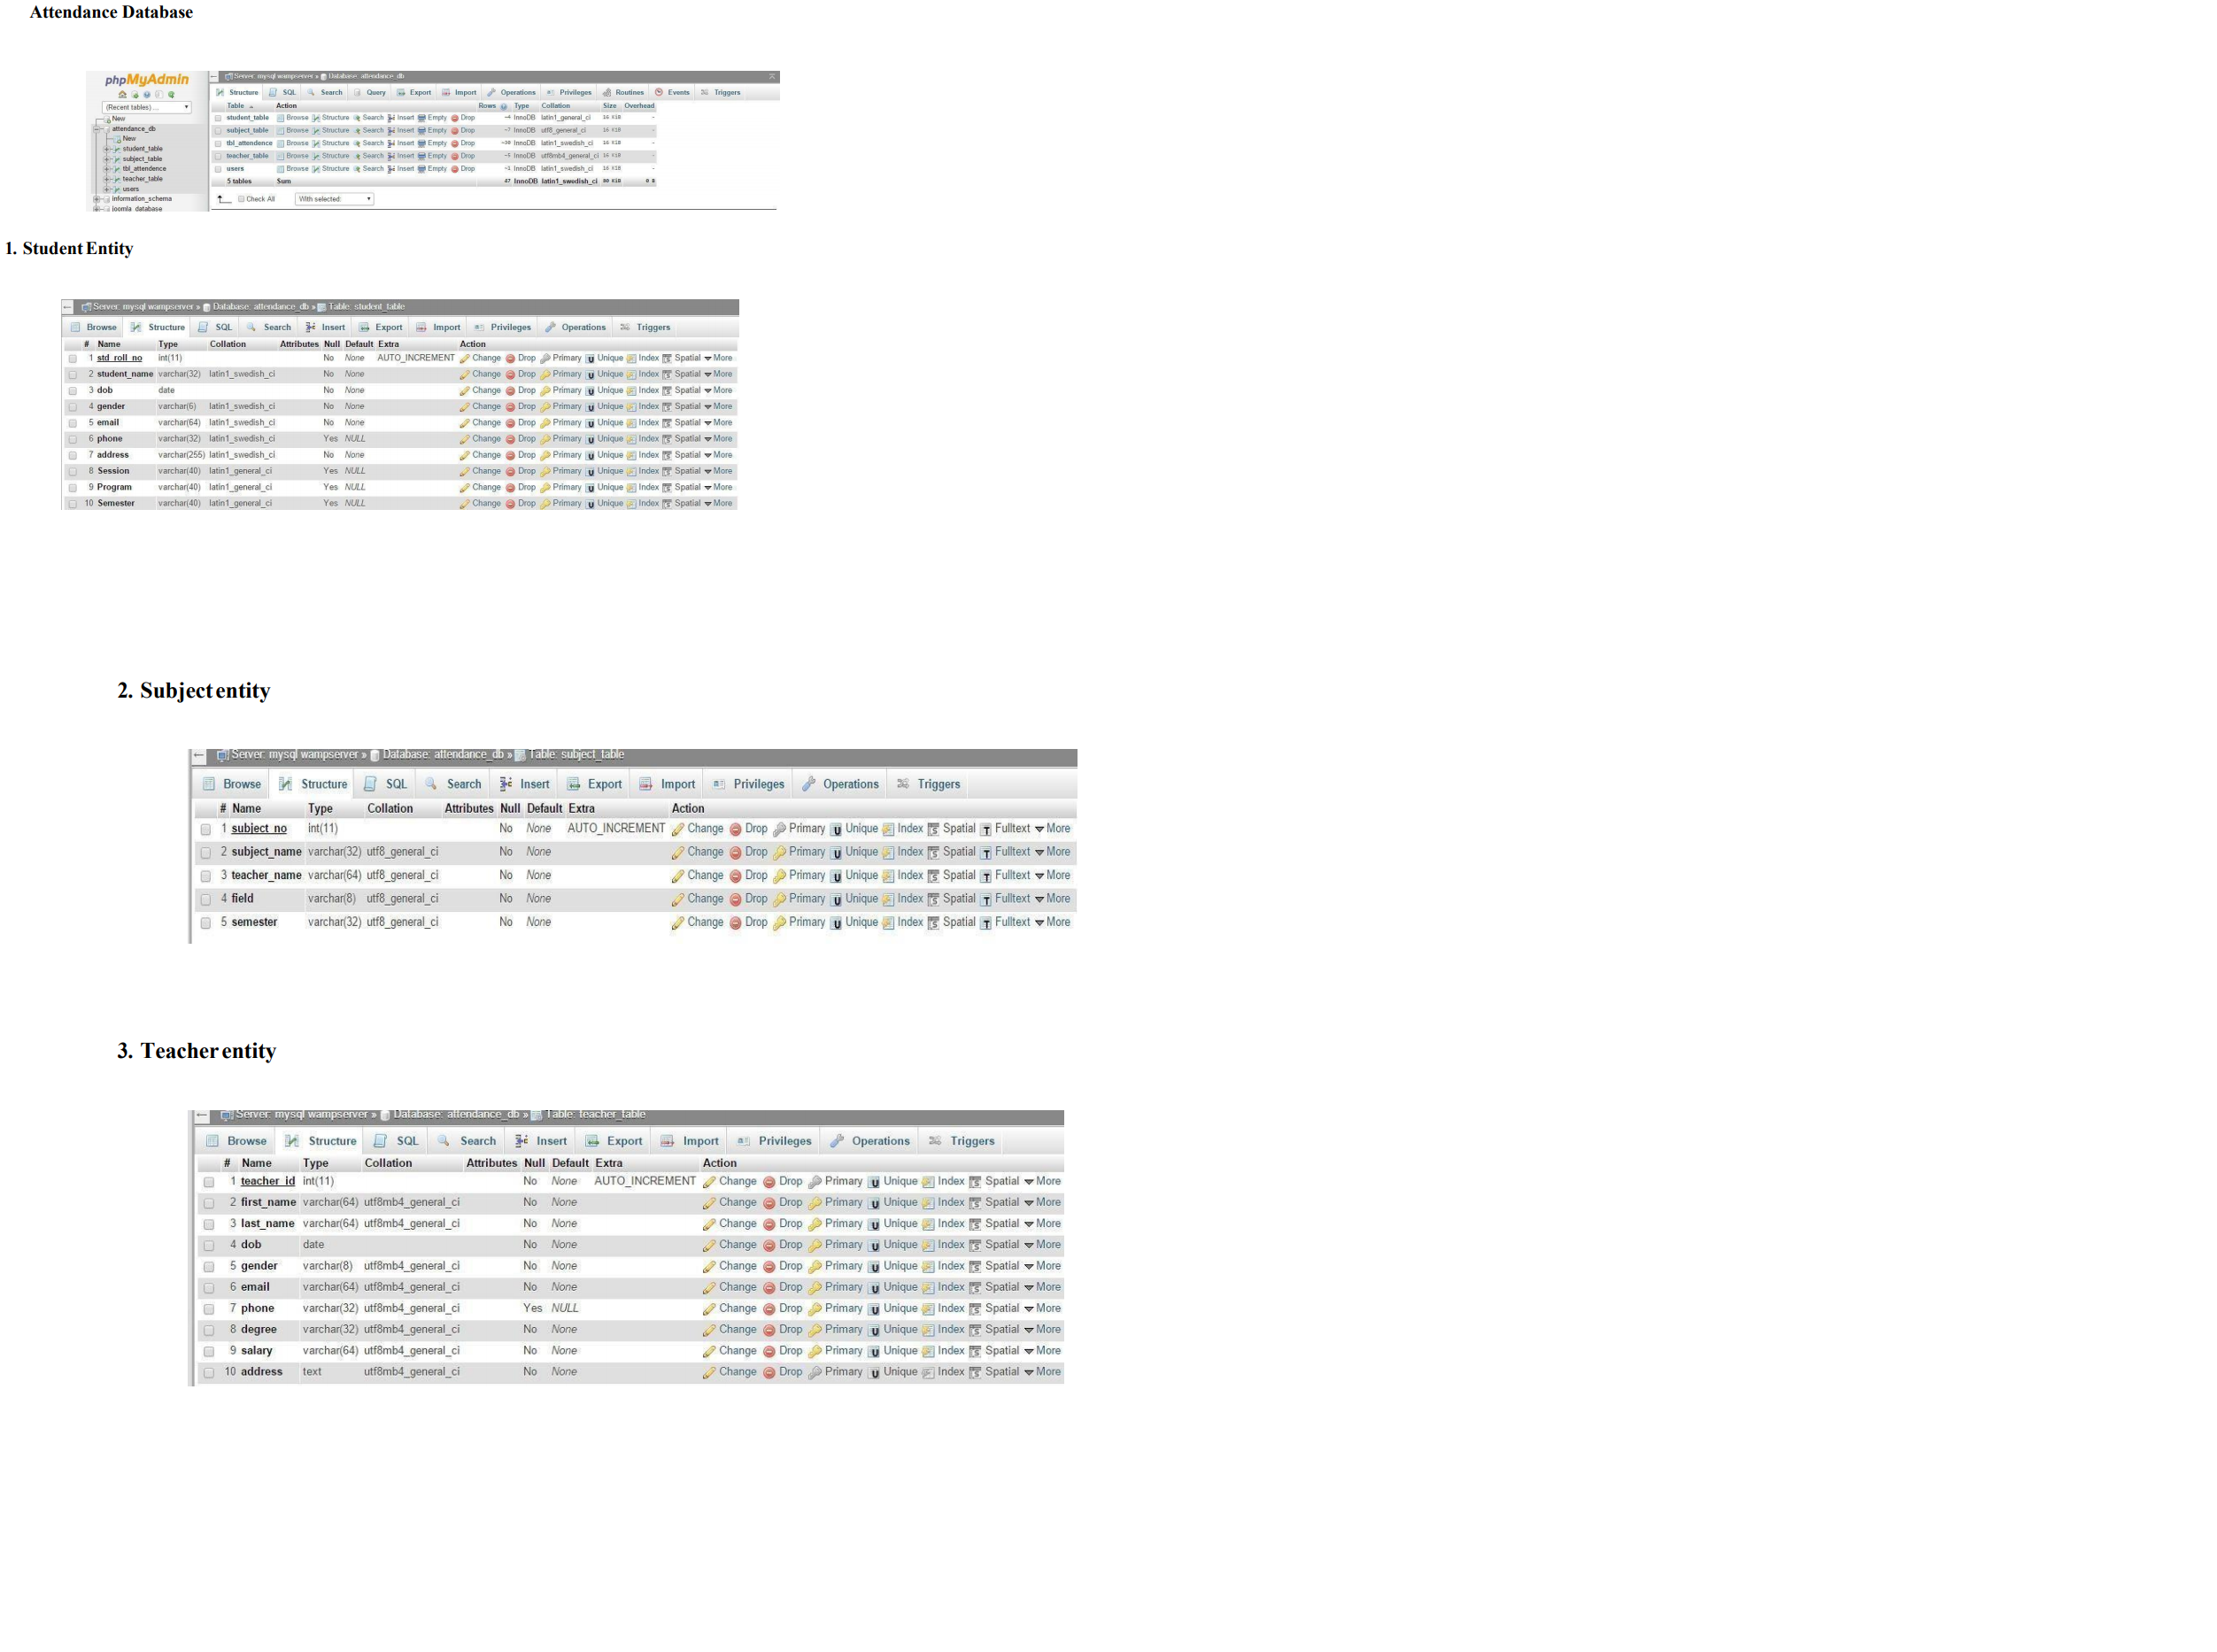 Attendance Database
phpMyAdmin
Server: mysql wampserver » Database: attendance_db
(Recent tables) ...
Structure SQL Search Query Export Import Operations Privileges Routines Events Triggers
Table Action Rows Type Collation Size Overhead
New
attendance_db
New
student_table
subject_table
tbl_attendence
teacher_table
users
information_schema
joomla_database
student_table Browse Structure Search Insert Empty Drop ~4 InnoDB latin1_general_ci 16 KiB -
subject_table Browse Structure Search Insert Empty Drop ~7 InnoDB utf8_general_ci 16 KiB -
tbl_attendence Browse Structure Search Insert Empty Drop InnoDB latin1_swedish_ci 16 KiB -
teacher_table Browse Structure Search Insert Empty Drop InnoDB utf8mb4_general_ci 16 KiB -
users Browse Structure Search Insert Empty Drop InnoDB latin1_swedish_ci 16 KiB -
5 tables Sum 47 InnoDB latin1_swedish_ci KiB 0 B
Check All With selected:
1. Student Entity
Server: mysql wampserver » Database: attendance_db » Table: student_table
Browse Structure SQL Search Insert Export Import Privileges Operations Triggers
# Name Type Collation Attributes Null Default Extra Action
1 std_roll_no int(11) No None AUTO_INCREMENT Change Drop Primary Unique Index Spatial More
2 student_name varchar(32) latin1_swedish_ci No None Change Drop Primary Unique Index Spatial More
3 dob date No None Change Drop Primary Unique Index Spatial More
4 gender varchar(6) latin1_swedish_ci No None Change Drop Primary Unique Index Spatial More
5 email varchar(64) latin1_swedish_ci No None Change Drop Primary Unique Index Spatial More
6 phone varchar(32) latin1_swedish_ci Yes NULL Change Drop Primary Unique Index Spatial More
7 address varchar(255) latin1_swedish_ci No None Change Drop Primary Unique Index Spatial More
8 Session varchar(40) latin1_general_ci Yes NULL Change Drop Primary Unique Index Spatial More
9 Program varchar(40) latin1_general_ci Yes NULL Change Drop Primary Unique Index Spatial More
10 Semester varchar(40) latin1_general_ci Yes NULL Change Drop Primary Unique Index Spatial More
2. Subject entity
Server: mysql wampserver » Database: attendance_db » Table: subject_table
Browse Structure SQL Search Insert Export Import Privileges Operations Triggers
# Name Type Collation Attributes Null Default Extra Action
1 subject_no int(11) No None AUTO_INCREMENT Change Drop Primary Unique Index Spatial Fulltext More
2 subject_name varchar(32) utf8_general_ci No None Change Drop Primary Unique Index Spatial Fulltext More
3 teacher_name varchar(64) utf8_general_ci No None Change Drop Primary Unique Index Spatial Fulltext More
4 field varchar(8) utf8_general_ci No None Change Drop Primary Unique Index Spatial Fulltext More
5 semester varchar(32) utf8_general_ci No None Change Drop Primary Unique Index Spatial Fulltext More
3. Teacher entity
Server: mysql wampserver » Database: attendance_db » Table: teacher_table
Browse Structure SQL Search Insert Export Import Privileges Operations Triggers
# Name Type Collation Attributes Null Default Extra Action
1 teacher_id int(11) No None AUTO_INCREMENT Change Drop Primary Unique Index Spatial More
2 first_name varchar(64) utf8mb4_general_ci No None Change Drop Primary Unique Index Spatial More
3 last_name varchar(64) utf8mb4_general_ci No None Change Drop Primary Unique Index Spatial More
4 dob date No None Change Drop Primary Unique Index Spatial More
5 gender varchar(8) utf8mb4_general_ci No None Change Drop Primary Unique Index Spatial More
6 email varchar(64) utf8mb4_general_ci No None Change Drop Primary Unique Index Spatial More
7 phone varchar(32) utf8mb4_general_ci Yes NULL Change Drop Primary Unique Index Spatial More
8 degree varchar(32) utf8mb4_general_ci No None Change Drop Primary Unique Index Spatial More
9 salary varchar(64) utf8mb4_general_ci No None Change Drop Primary Unique Index Spatial More
10 address text utf8mb4_general_ci No None Change Drop Primary Unique Index Spatial More